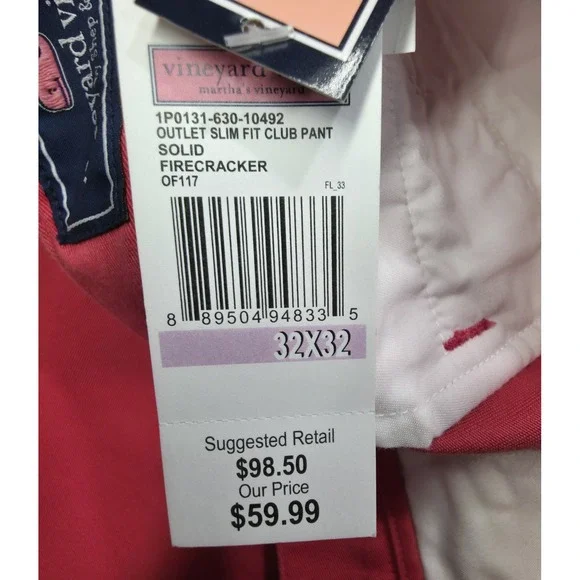 vineyard
martha's vineyard
1P0131-630-10492
OUTLET SLIM FIT CLUB PANT
SOLID
FIRECRACKER
OF117
FL_33
8 89504 94833 5
32X32
Suggested Retail
$98.50
Our Price
$59.99